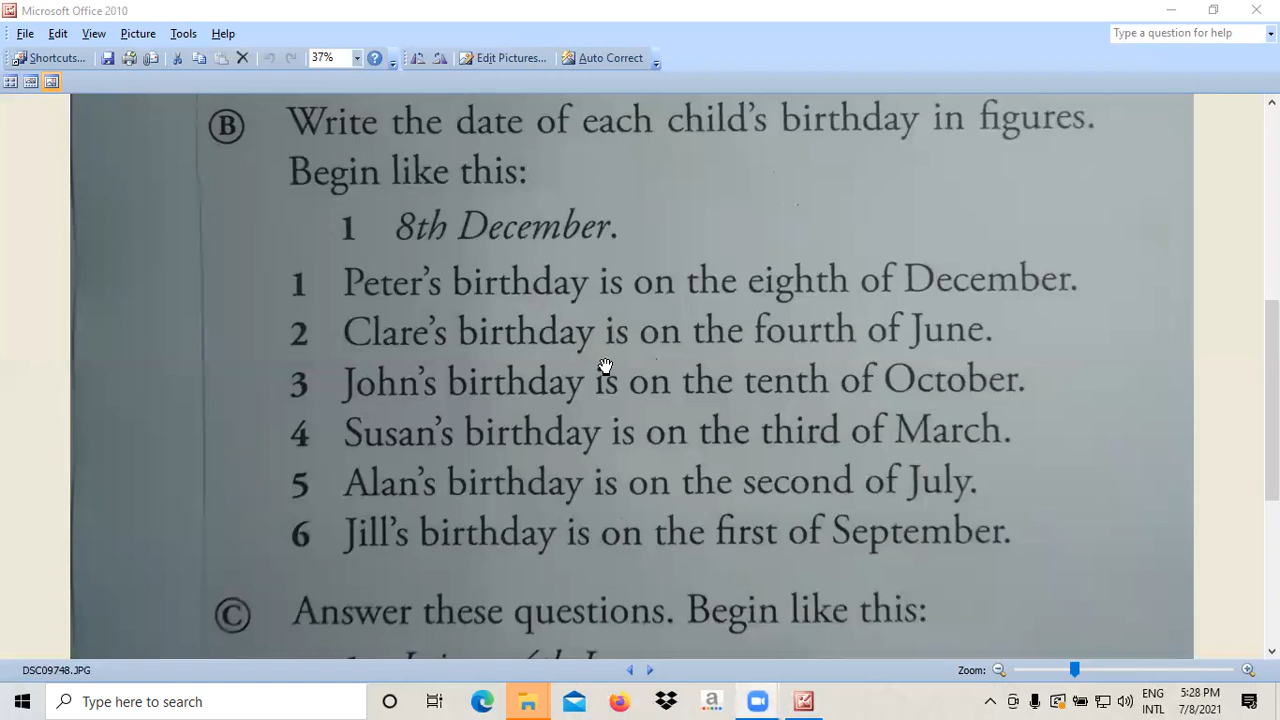 Microsoft Office 2010
File Edit View Picture Tools Help
Type a question for help
Shortcuts... 37% Edit Pictures... Auto Correct
B Write the date of each child's birthday in figures.
Begin like this:
1 8th December.
1 Peter's birthday is on the eighth of December.
2 Clare's birthday is on the fourth of June.
3 John's birthday is on the tenth of October.
4 Susan's birthday is on the third of March.
5 Alan's birthday is on the second of July.
6 Jill's birthday is on the first of September.
C Answer these questions. Begin like this:
DSC09748.JPG Zoom:
Type here to search ENG 5:28 PM
INTL 7/8/2021